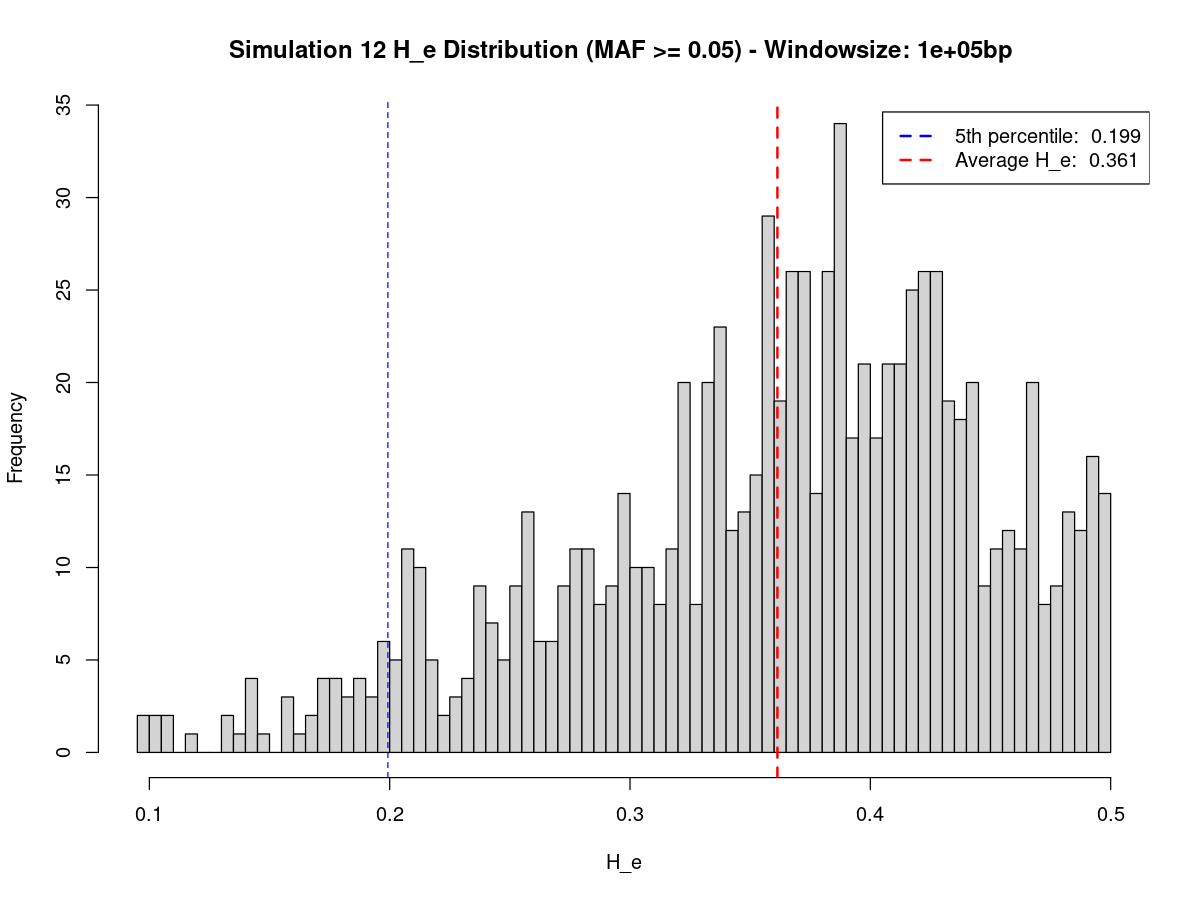 Simulation 12 H_e Distribution (MAF >= 0.05) - Windowsize: 1e+05bp
5th percentile: 0.199
Average H_e: 0.361
Frequency
35
30
25
20
15
10
5
0
0.1 0.2 0.3 0.4 0.5
H_e